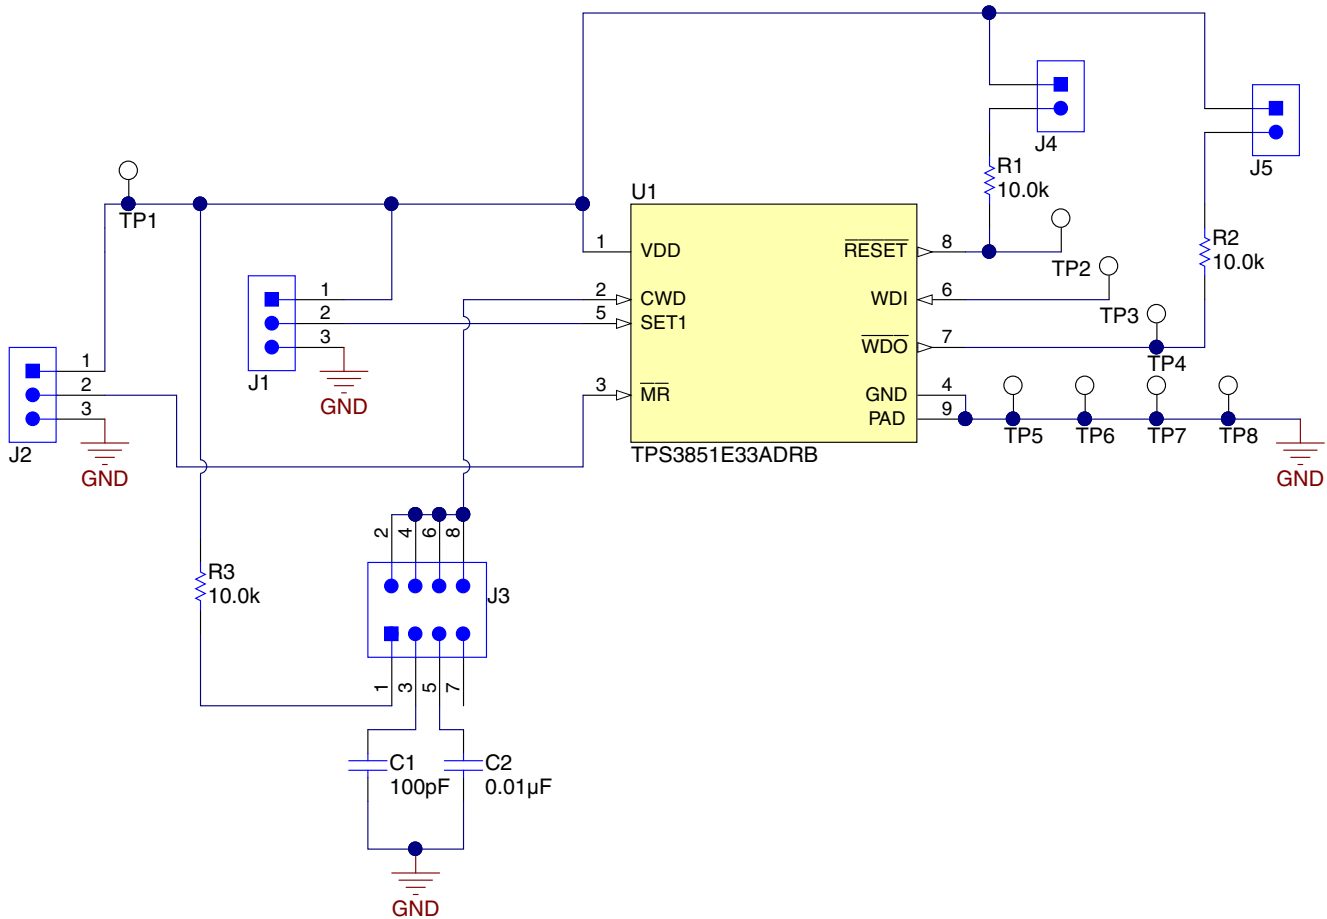 J4
R1
10.0k
J5
TP1
U1
1
VDD
RESET
8
TP2
R2
10.0k
2
CWD
WDI
6
5
SET1
TP3
1
2
3
J1
GND
WDO
7
TP4
1
2
3
J2
GND
3
MR
GND
4
PAD
9
TP5
TP6
TP7
TP8
GND
TPS3851E33ADRB
2
4
6
8
R3
10.0k
J3
1
3
5
7
C1
100pF
C2
0.01µF
GND